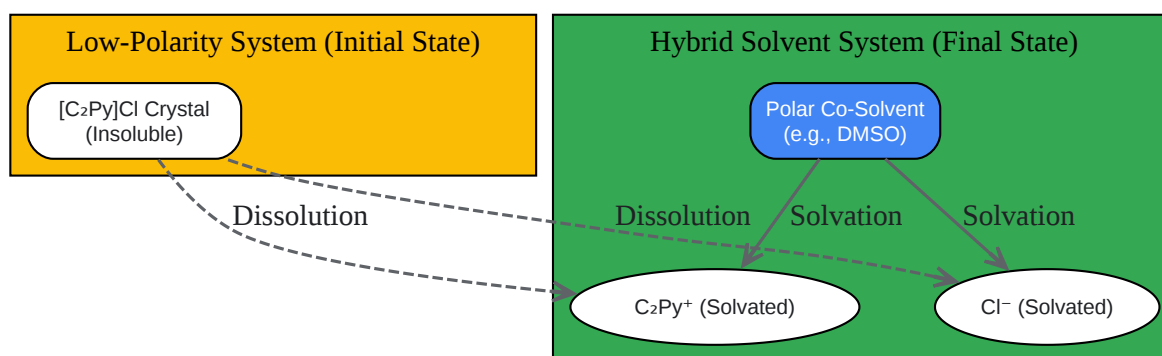 Low-Polarity System (Initial State)
[C₂Py]Cl Crystal
(Insoluble)
Hybrid Solvent System (Final State)
Polar Co-Solvent
(e.g., DMSO)
Dissolution
Dissolution
Solvation
Solvation
C₂Py⁺ (Solvated)
Cl⁻ (Solvated)